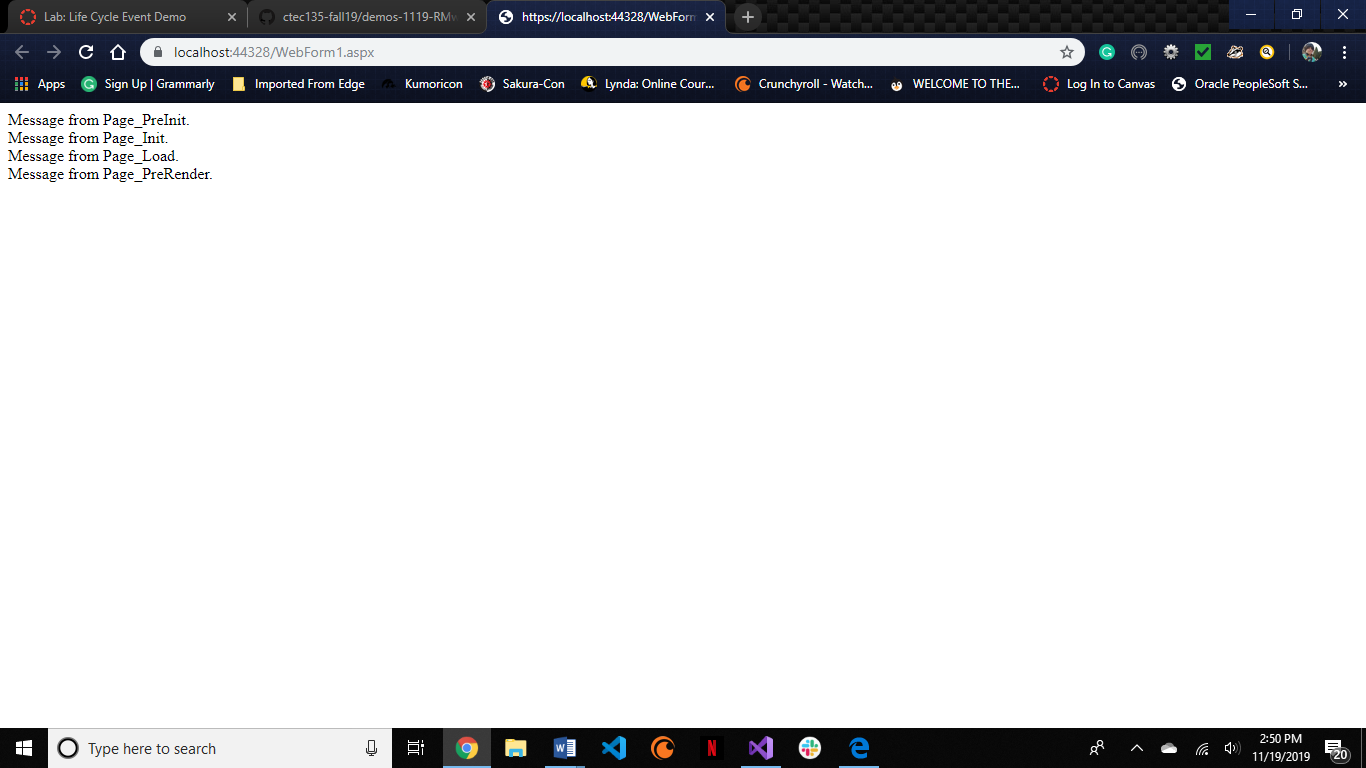 Lab: Life Cycle Event Demo
ctec135-fall19/demos-1119-RMw
https://localhost:44328/WebForm
localhost:44328/WebForm1.aspx
Apps
Sign Up | Grammarly
Imported From Edge
Kumoricon
Sakura-Con
Lynda: Online Cour...
Crunchyroll - Watch...
WELCOME TO THE...
Log In to Canvas
Oracle PeopleSoft S...
Message from Page_PreInit.
Message from Page_Init.
Message from Page_Load.
Message from Page_PreRender.
Type here to search
2:50 PM
11/19/2019
20